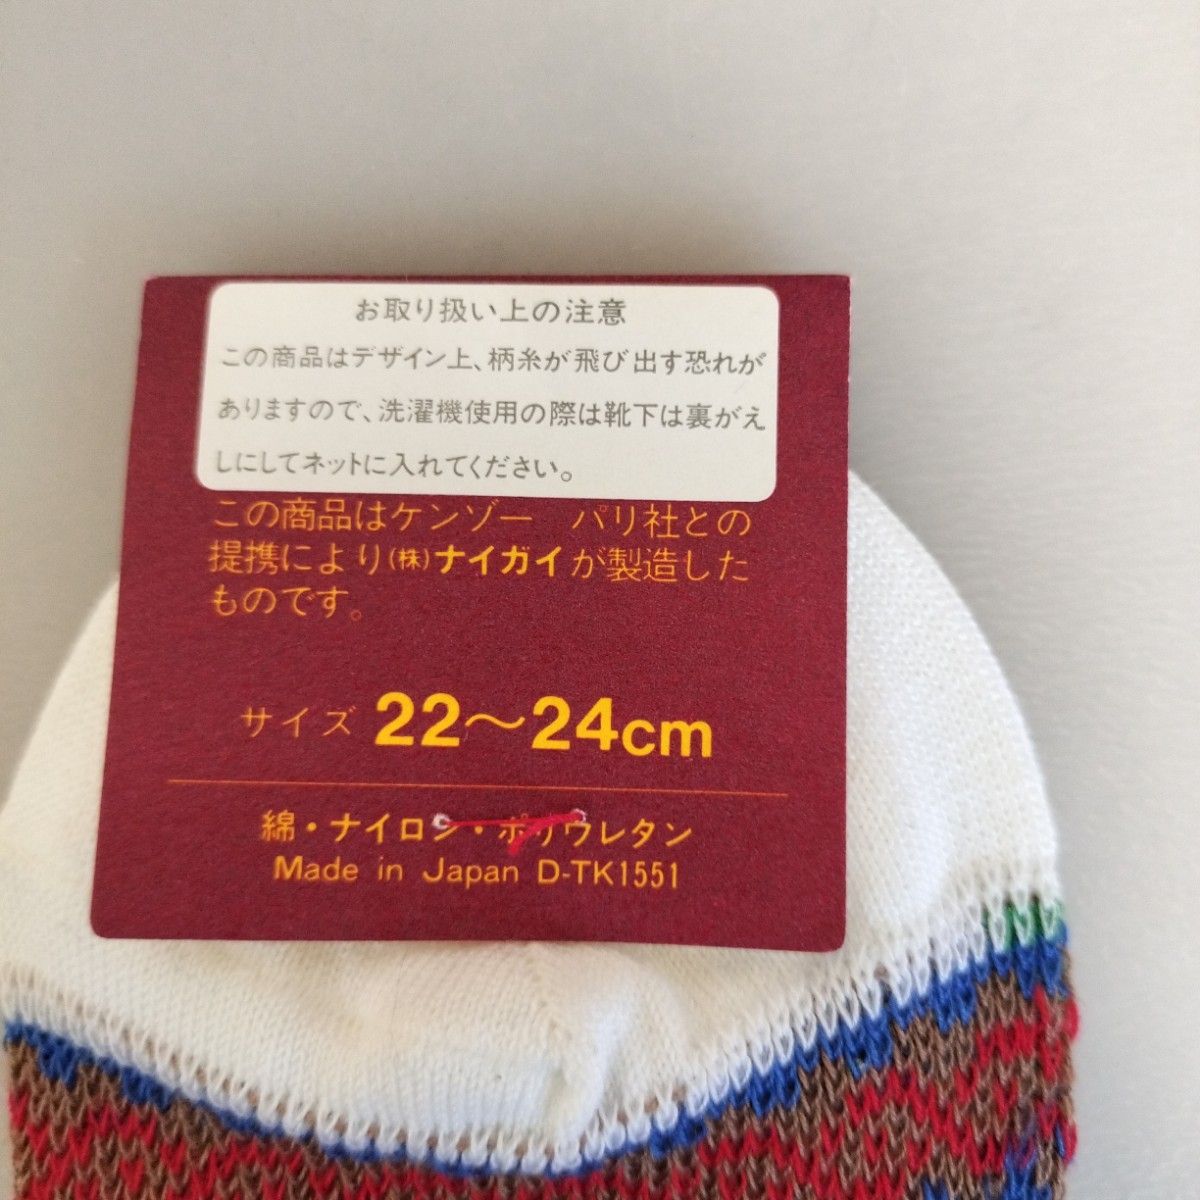 お取り扱い上の注意
この商品はデザイン上、柄糸が飛び出す恐れが
ありますので、洗濯機使用の際は靴下は裏がえ
しにしてネットに入れてください。
この商品はケンゾー　パリ社との
提携により(株)ナイガイが製造した
ものです。
サイズ 22〜24cm
綿・ナイロン・ポリウレタン
Made in Japan D-TK1551